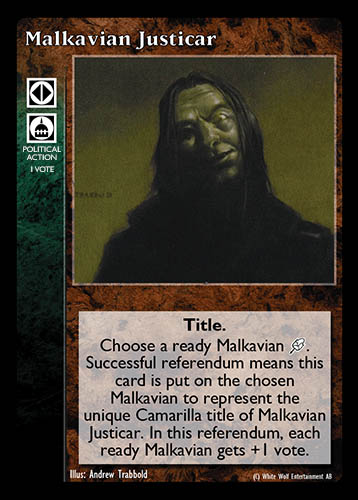 Malkavian Justicar
POLITICAL
ACTION
1 VOTE
Title.
Choose a ready Malkavian .
Successful referendum means this
card is put on the chosen
Malkavian to represent the
unique Camarilla title of Malkavian
Justicar. In this referendum, each
ready Malkavian gets +1 vote.
Illus: Andrew Trabbold
(C) White Wolf Entertainment AB